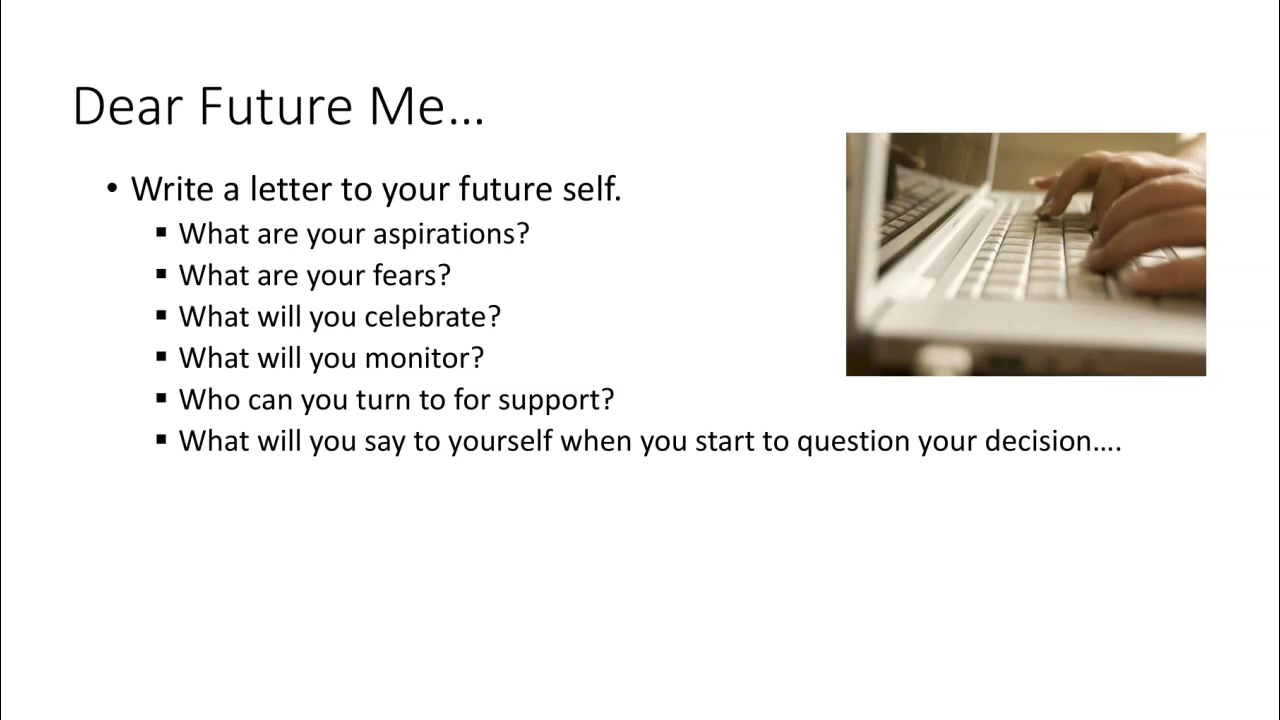 Dear Future Me…
• Write a letter to your future self.
▪ What are your aspirations?
▪ What are your fears?
▪ What will you celebrate?
▪ What will you monitor?
▪ Who can you turn to for support?
▪ What will you say to yourself when you start to question your decision….